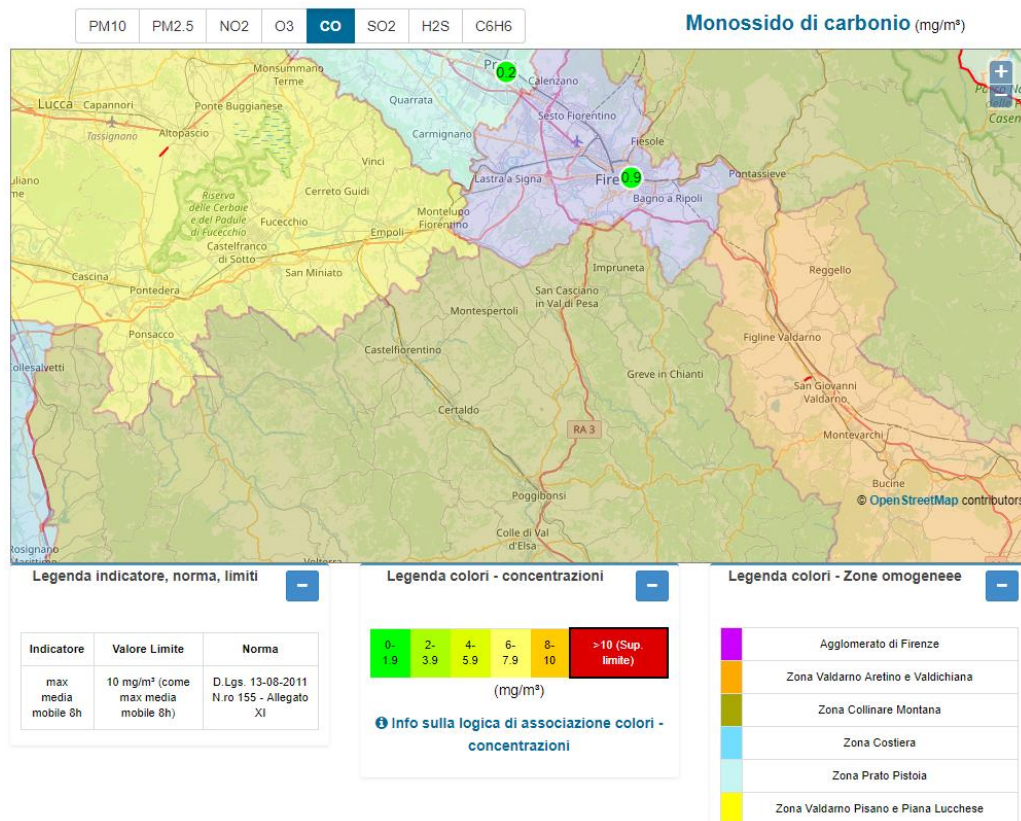 PM10 PM2.5 NO2 O3 CO SO2 H2S C6H6
Monossido di carbonio (mg/m³)
0.2
Calenzano
Monsummano
Terme
Lucca
Capannori
Ponte Buggianese
Quarrata
Sesto Fiorentino
Tassignano
Altopascio
Carmignano
Fiesole
Vinci
Lastra a Signa
0.9
Pontassieve
Riserva
delle Cerbaie
e del Padule
di Fucecchio
Cerreto Guidi
Bagno a Ripoli
Fucecchio
Montelupo
Fiorentino
Castelfranco
di Sotto
Empoli
Cascina
San Miniato
Impruneta
Reggello
Pontedera
San Casciano
in Val di Pesa
Montespertoli
Ponsacco
Figline Valdarno
Castelfiorentino
Collesalvetti
Greve in Chianti
San Giovanni
Valdarno
Certaldo
RA 3
Montevarchi
Bucine
Poggibonsi
© OpenStreetMap contributors
Colle di Val
d'Elsa
Rosignano
Marittimo
Volterra
Legenda indicatore, norma, limiti
Indicatore Valore Limite Norma
max
media
mobile 8h
10 mg/m³ (come
max media
mobile 8h)
D.Lgs. 13-08-2011
N.ro 155 - Allegato
XI
Legenda colori - concentrazioni
0-
1.9
2-
3.9
4-
5.9
6-
7.9
8-
10
>10 (Sup.
limite)
(mg/m³)
Info sulla logica di associazione colori -
concentrazioni
Legenda colori - Zone omogeneee
Agglomerato di Firenze
Zona Valdarno Aretino e Valdichiana
Zona Collinare Montana
Zona Costiera
Zona Prato Pistoia
Zona Valdarno Pisano e Piana Lucchese